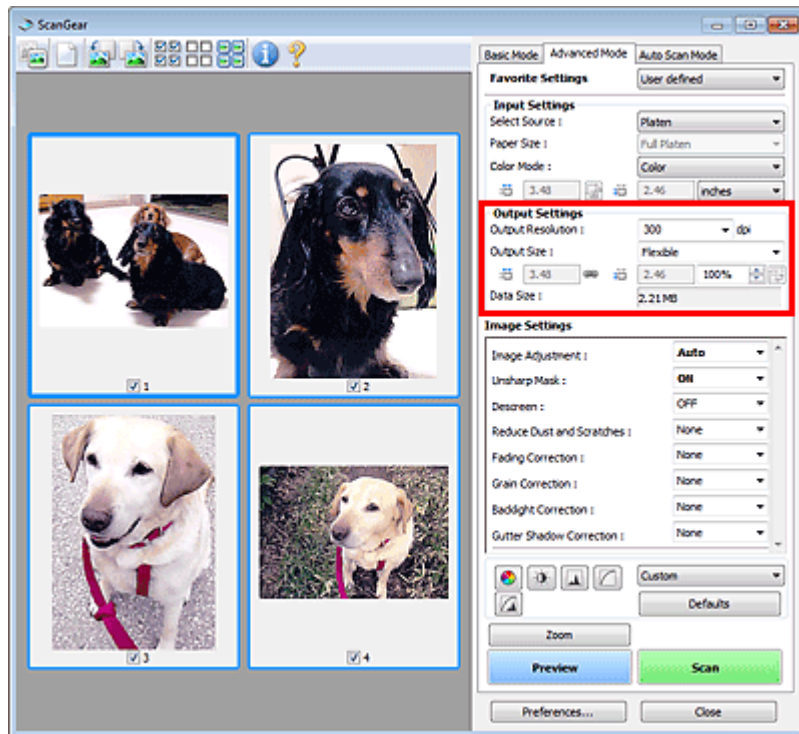 ScanGear
Basic Mode Advanced Mode Auto Scan Mode
Favorite Settings User defined
Input Settings
Select Source : Platen
Paper Size : Full Platen
Color Mode : Color
3.48 2.46 inches
Output Settings
Output Resolution : 300 dpi
Output Size : Flexible
3.48 2.46 100%
Data Size : 2.21MB
Image Settings
Image Adjustment : Auto
Unsharp Mask : ON
Descreen : OFF
Reduce Dust and Scratches : None
Fading Correction : None
Grain Correction : None
Backlight Correction : None
Gutter Shadow Correction : None
Custom
Defaults
Zoom
Preview Scan
Preferences... Close
1
2
3
4